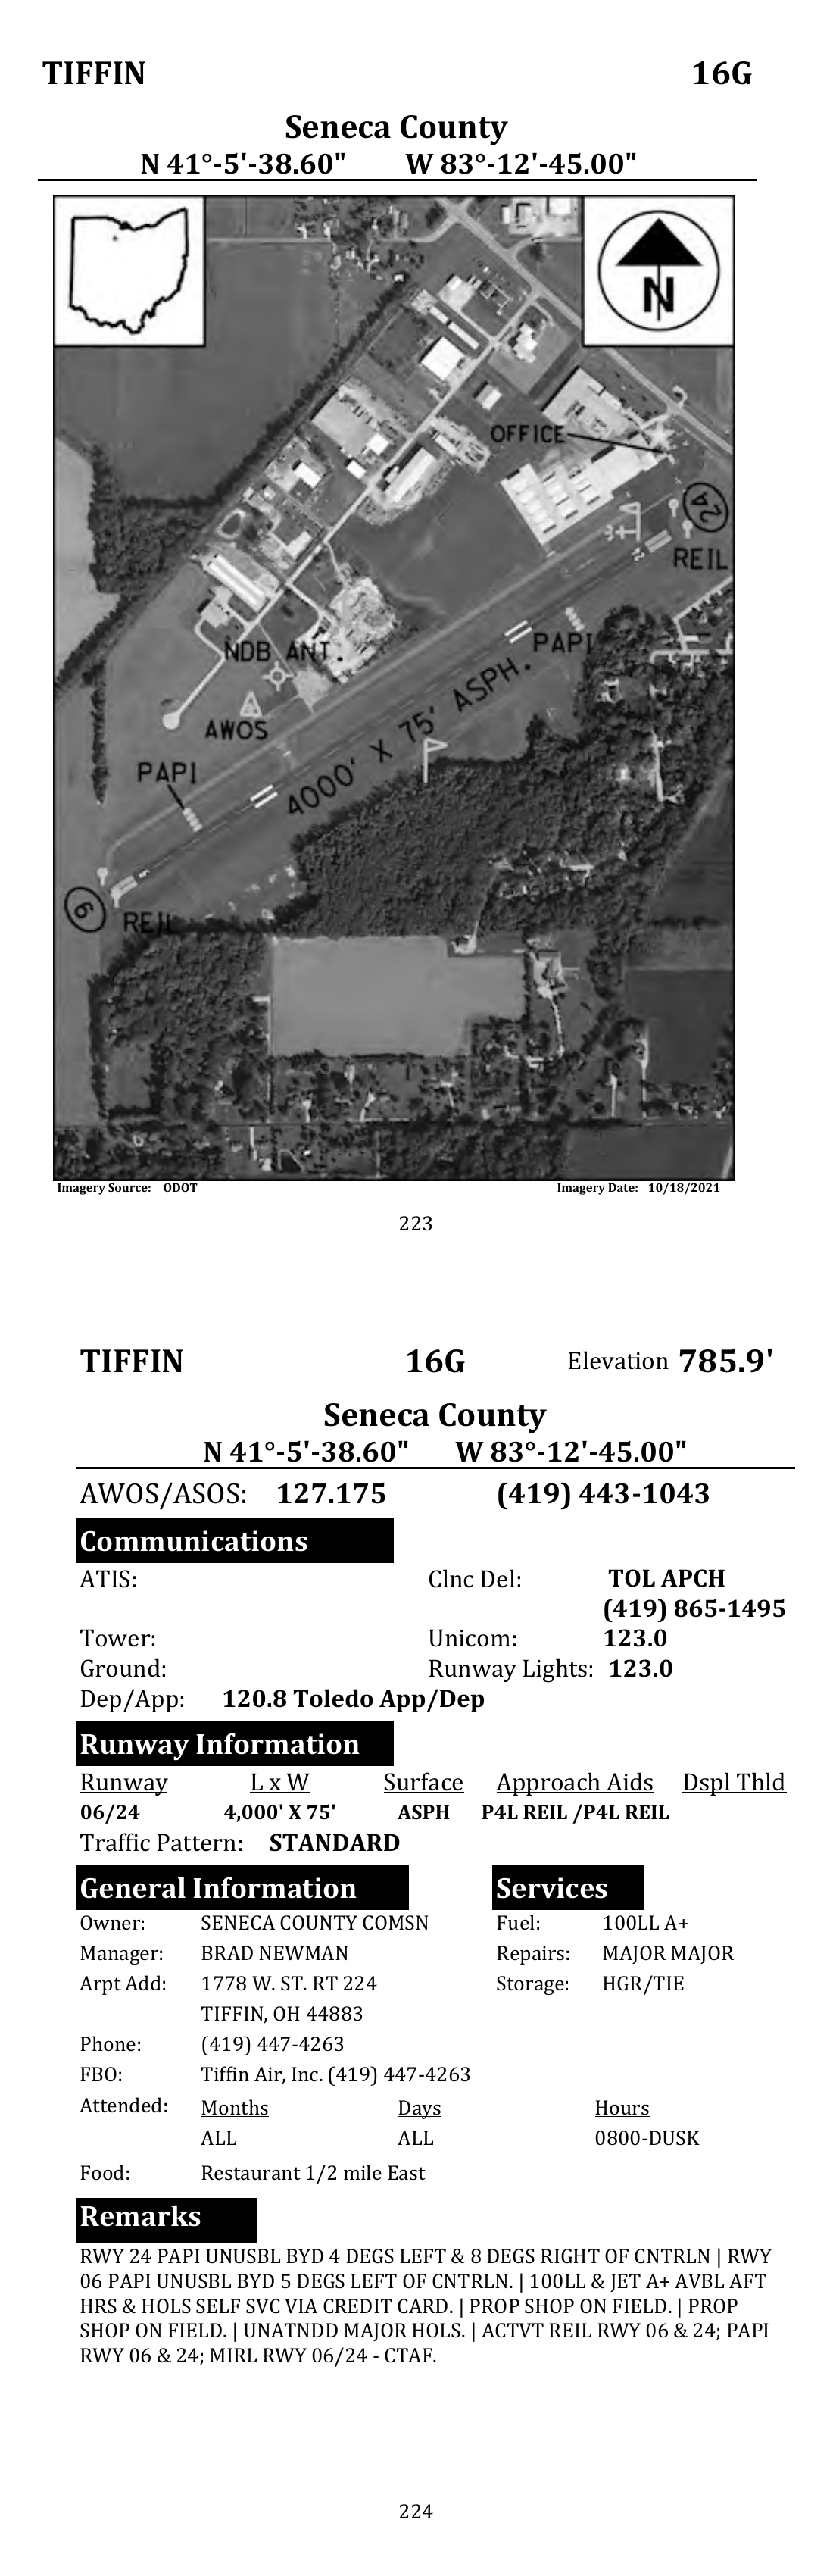 TIFFIN 16G
Seneca County
N 41°-5'-38.60" W 83°-12'-45.00"
N
OFFICE
24
REIL
NDB ANT.
PAPI
AWOS
4000' X 75' ASPH.
PAPI
6
REIL
Imagery Source: ODOT Imagery Date: 10/18/2021
223
TIFFIN 16G Elevation 785.9'
Seneca County
N 41°-5'-38.60" W 83°-12'-45.00"
AWOS/ASOS: 127.175 (419) 443-1043
Communications
ATIS: Clnc Del: TOL APCH
(419) 865-1495
Tower: Unicom: 123.0
Ground: Runway Lights: 123.0
Dep/App: 120.8 Toledo App/Dep
Runway Information
Runway L x W Surface Approach Aids Dspl Thld
06/24 4,000' X 75' ASPH P4L REIL /P4L REIL
Traffic Pattern: STANDARD
General Information Services
Owner: SENECA COUNTY COMSN Fuel: 100LL A+
Manager: BRAD NEWMAN Repairs: MAJOR MAJOR
Arpt Add: 1778 W. ST. RT 224 Storage: HGR/TIE
TIFFIN, OH 44883
Phone: (419) 447-4263
FBO: Tiffin Air, Inc. (419) 447-4263
Attended: Months Days Hours
ALL ALL 0800-DUSK
Food: Restaurant 1/2 mile East
Remarks
RWY 24 PAPI UNUSBL BYD 4 DEGS LEFT & 8 DEGS RIGHT OF CNTRLN | RWY
06 PAPI UNUSBL BYD 5 DEGS LEFT OF CNTRLN. | 100LL & JET A+ AVBL AFT
HRS & HOLS SELF SVC VIA CREDIT CARD. | PROP SHOP ON FIELD. | PROP
SHOP ON FIELD. | UNATNDD MAJOR HOLS. | ACTVT REIL RWY 06 & 24; PAPI
RWY 06 & 24; MIRL RWY 06/24 - CTAF.
224